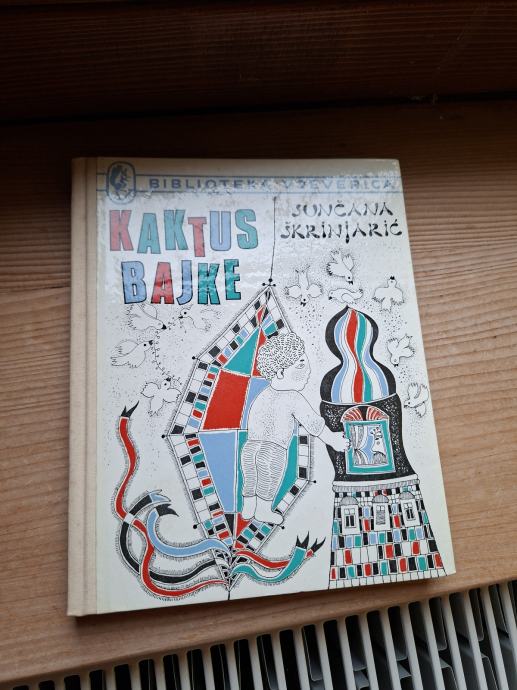 BIBLIOTEKA VJEVERICA
KAKTUS
BAJKE
SUNČANA
ŠKRINJARIĆ